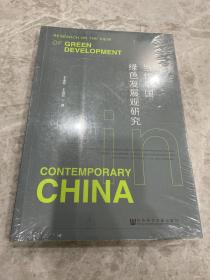 RESEARCH ON THE VIEW
OF GREEN
DEVELOPMENT
当代中国
绿色发展观研究
in
CONTEMPORARY
CHINA
社会科学文献出版社